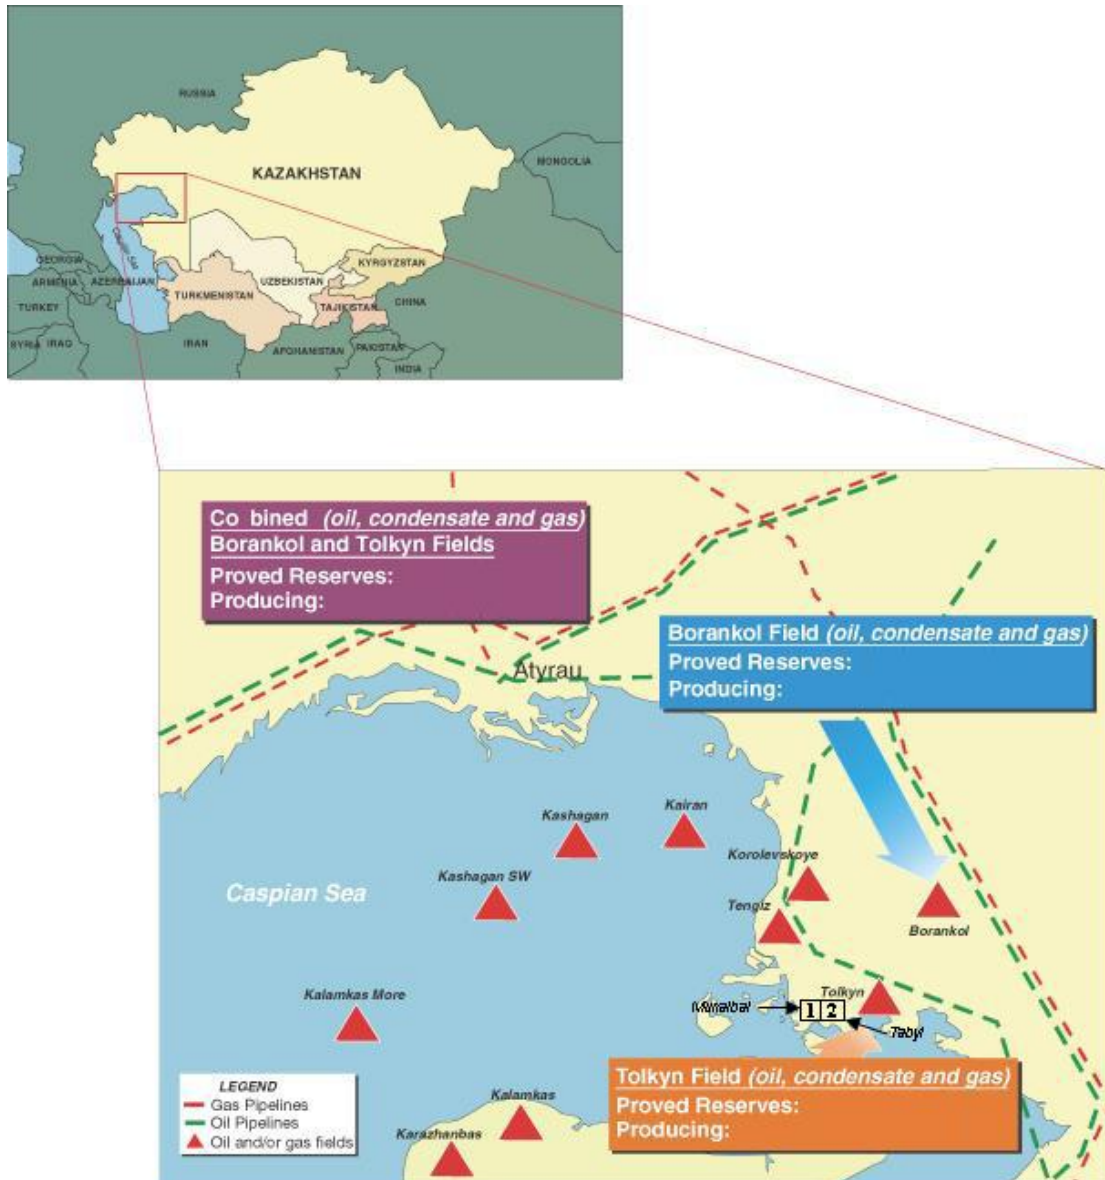 RUSSIA
KAZAKHSTAN
MONGOLIA
Caspian Sea
GEORGIA
ARMENIA
AZERBAIJAN
TURKEY
SYRIA
IRAQ
TURKMENISTAN
UZBEKISTAN
KYRGYZSTAN
TAJIKISTAN
CHINA
IRAN
AFGHANISTAN
PAKISTAN
INDIA
Co bined (oil, condensate and gas)
Borankol and Tolkyn Fields
Proved Reserves:
Producing:
Borankol Field (oil, condensate and gas)
Proved Reserves:
Producing:
Atyrau
Kashagan
Kairan
Kashagan SW
Korolevskoye
Caspian Sea
Tengiz
Borankol
Kalamkas More
Tolkyn
Munaibai
1 2
Tabyl
Tolkyn Field (oil, condensate and gas)
Proved Reserves:
Producing:
LEGEND
Gas Pipelines
Oil Pipelines
Oil and/or gas fields
Kalamkas
Karazhanbas